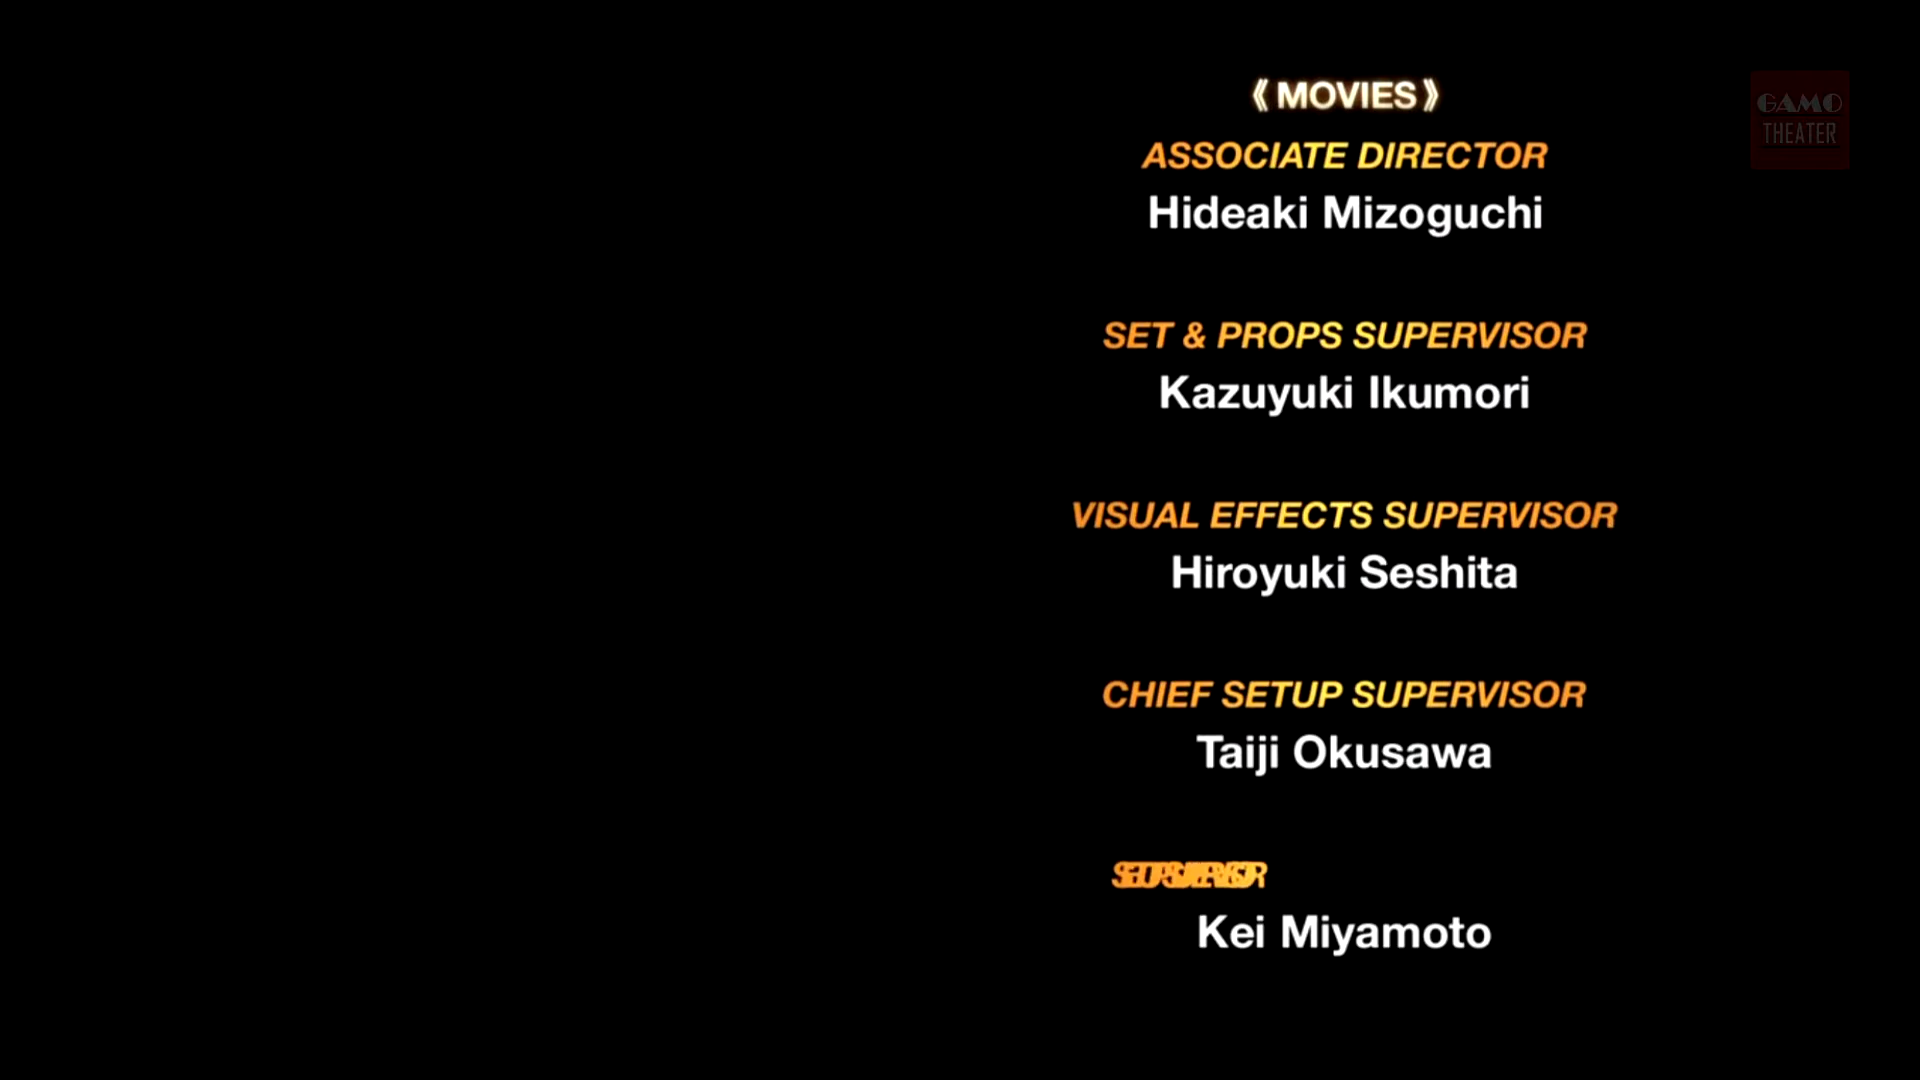 《MOVIES》
GAMO
THEATER
ASSOCIATE DIRECTOR
Hideaki Mizoguchi
SET & PROPS SUPERVISOR
Kazuyuki Ikumori
VISUAL EFFECTS SUPERVISOR
Hiroyuki Seshita
CHIEF SETUP SUPERVISOR
Taiji Okusawa
Kei Miyamoto